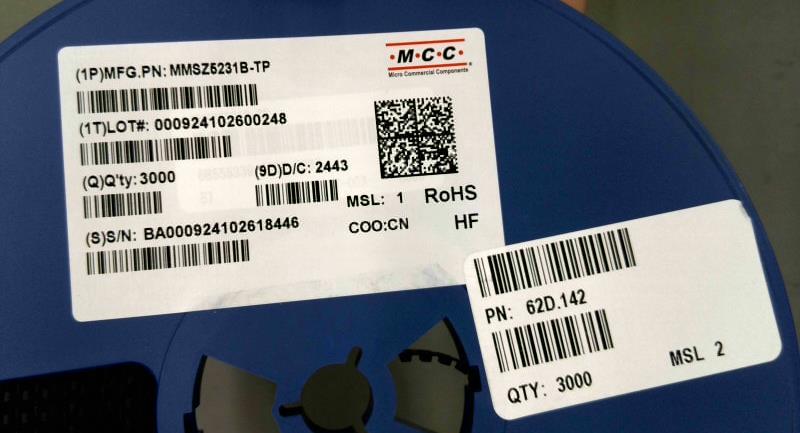 (1P)MFG.PN: MMSZ5231B-TP
·M·C·C·®
Micro Commercial Components
(1T)LOT#: 000924102600248
(Q)Q'ty: 3000
(9D)D/C: 2443
MSL: 1 RoHS
(S)S/N: BA000924102618446
COO:CN HF
PN: 62D.142
MSL 2
QTY: 3000